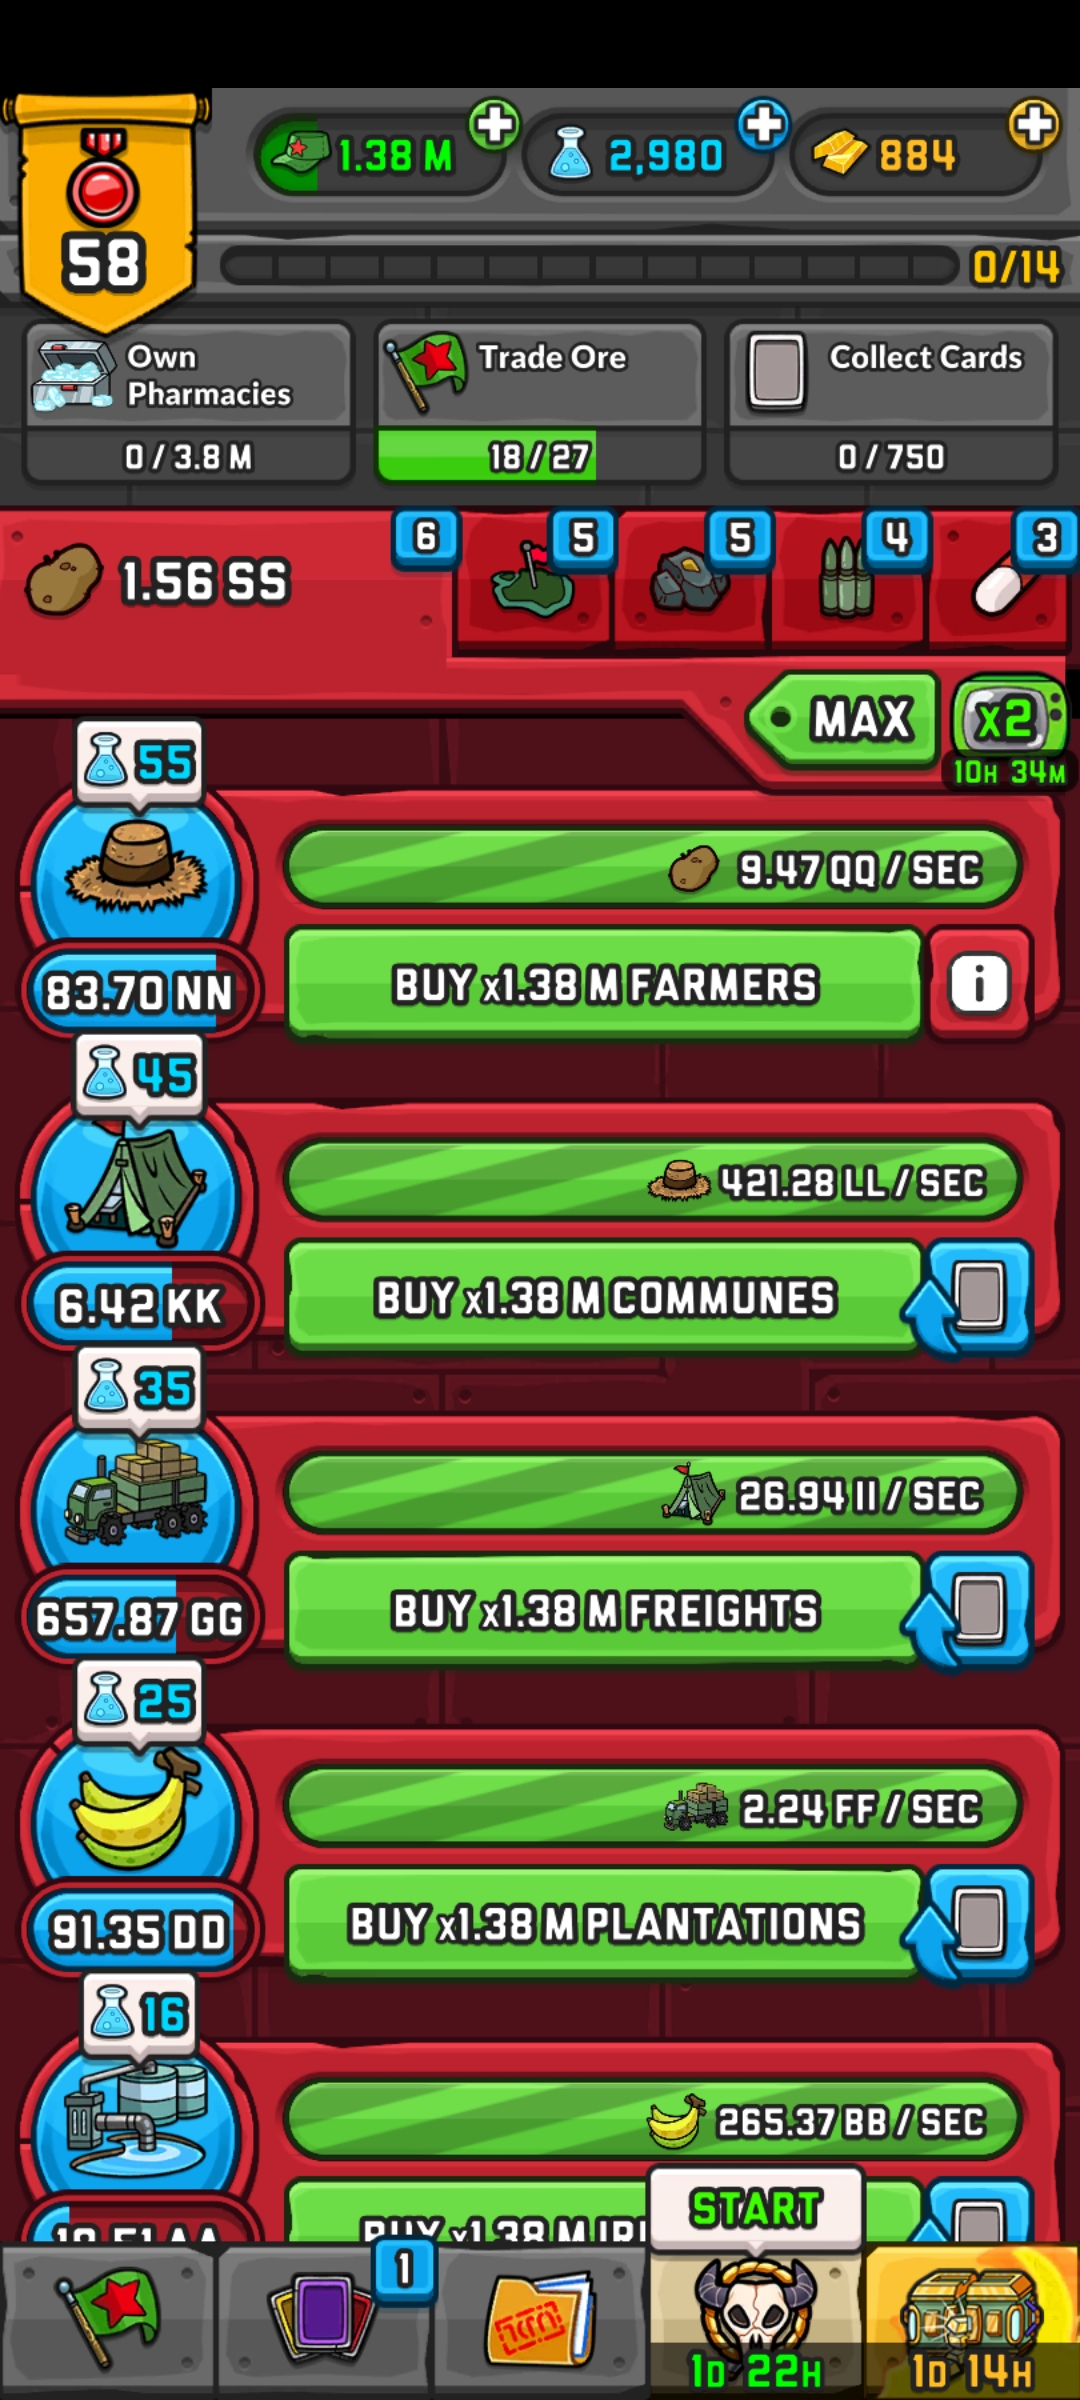 1.38 M
2,980
884
58
0/14
Own
Pharmacies
0 / 3.8 M
Trade Ore
18 / 27
Collect Cards
0 / 750
1.56 SS
6
5
5
4
3
MAX
x2
10H 34M
55
9.47 QQ / SEC
BUY x1.38 M FARMERS
i
83.70 NN
45
421.28 LL / SEC
BUY x1.38 M COMMUNES
6.42 KK
35
26.94 II / SEC
BUY x1.38 M FREIGHTS
657.87 GG
25
2.24 FF / SEC
BUY x1.38 M PLANTATIONS
91.35 DD
16
265.37 BB / SEC
BUY x1.38 M
START
1
1D 22H
1D 14H